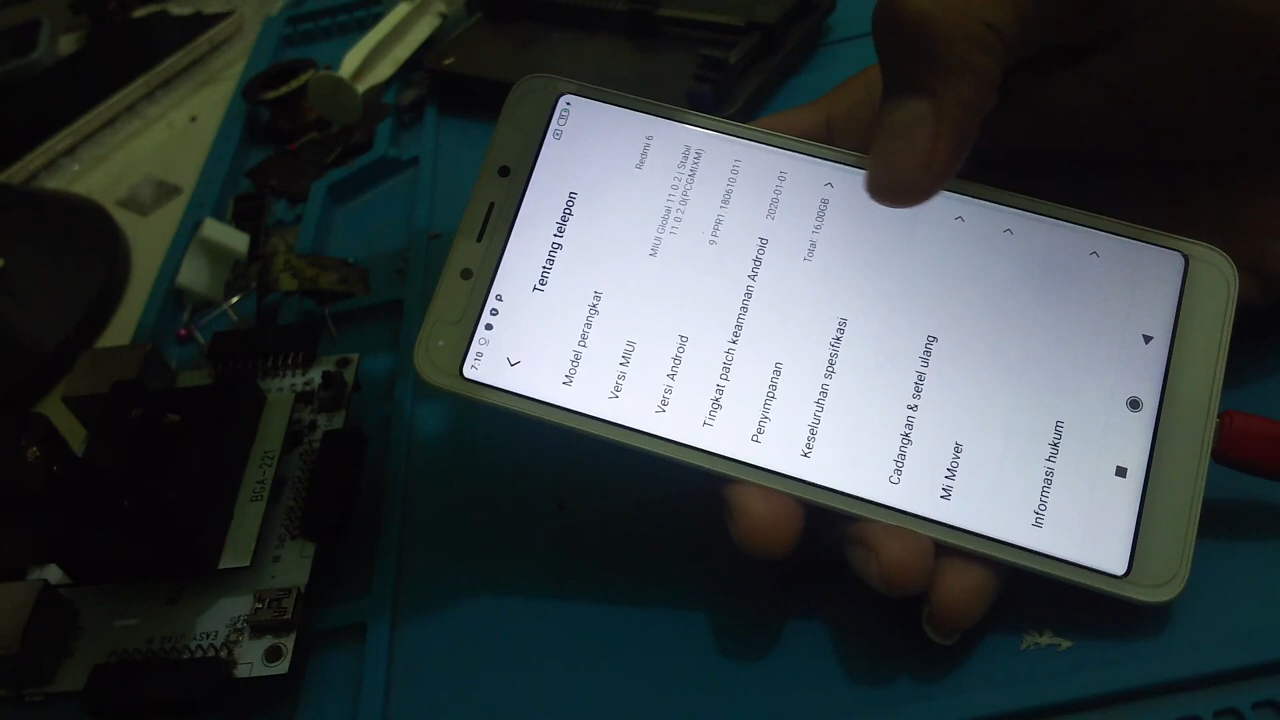 7:10
Tentang telepon
Model perangkat Redmi 6
Versi MIUI MIUI Global 11.0.2 | Stabil
11.0.2.0(PCGMIXM)
Versi Android 9 PPR1.180610.011
Tingkat patch keamanan Android 2020-01-01
Penyimpanan Total: 16,00GB
Keseluruhan spesifikasi
Cadangkan & setel ulang
Mi Mover
Informasi hukum
BGA-221
EASY JTAG